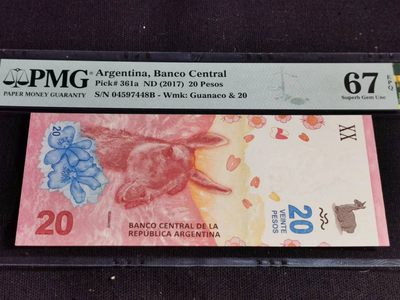 PMG
PAPER MONEY GUARANTY
Argentina, Banco Central
Pick# 361a ND (2017) 20 Pesos
S/N 04597448B - Wmk: Guanaco & 20
67
EPQ
Superb Gem Unc
20
XX
20
BANCO CENTRAL DE LA
REPÚBLICA ARGENTINA
20
VEINTE
PESOS